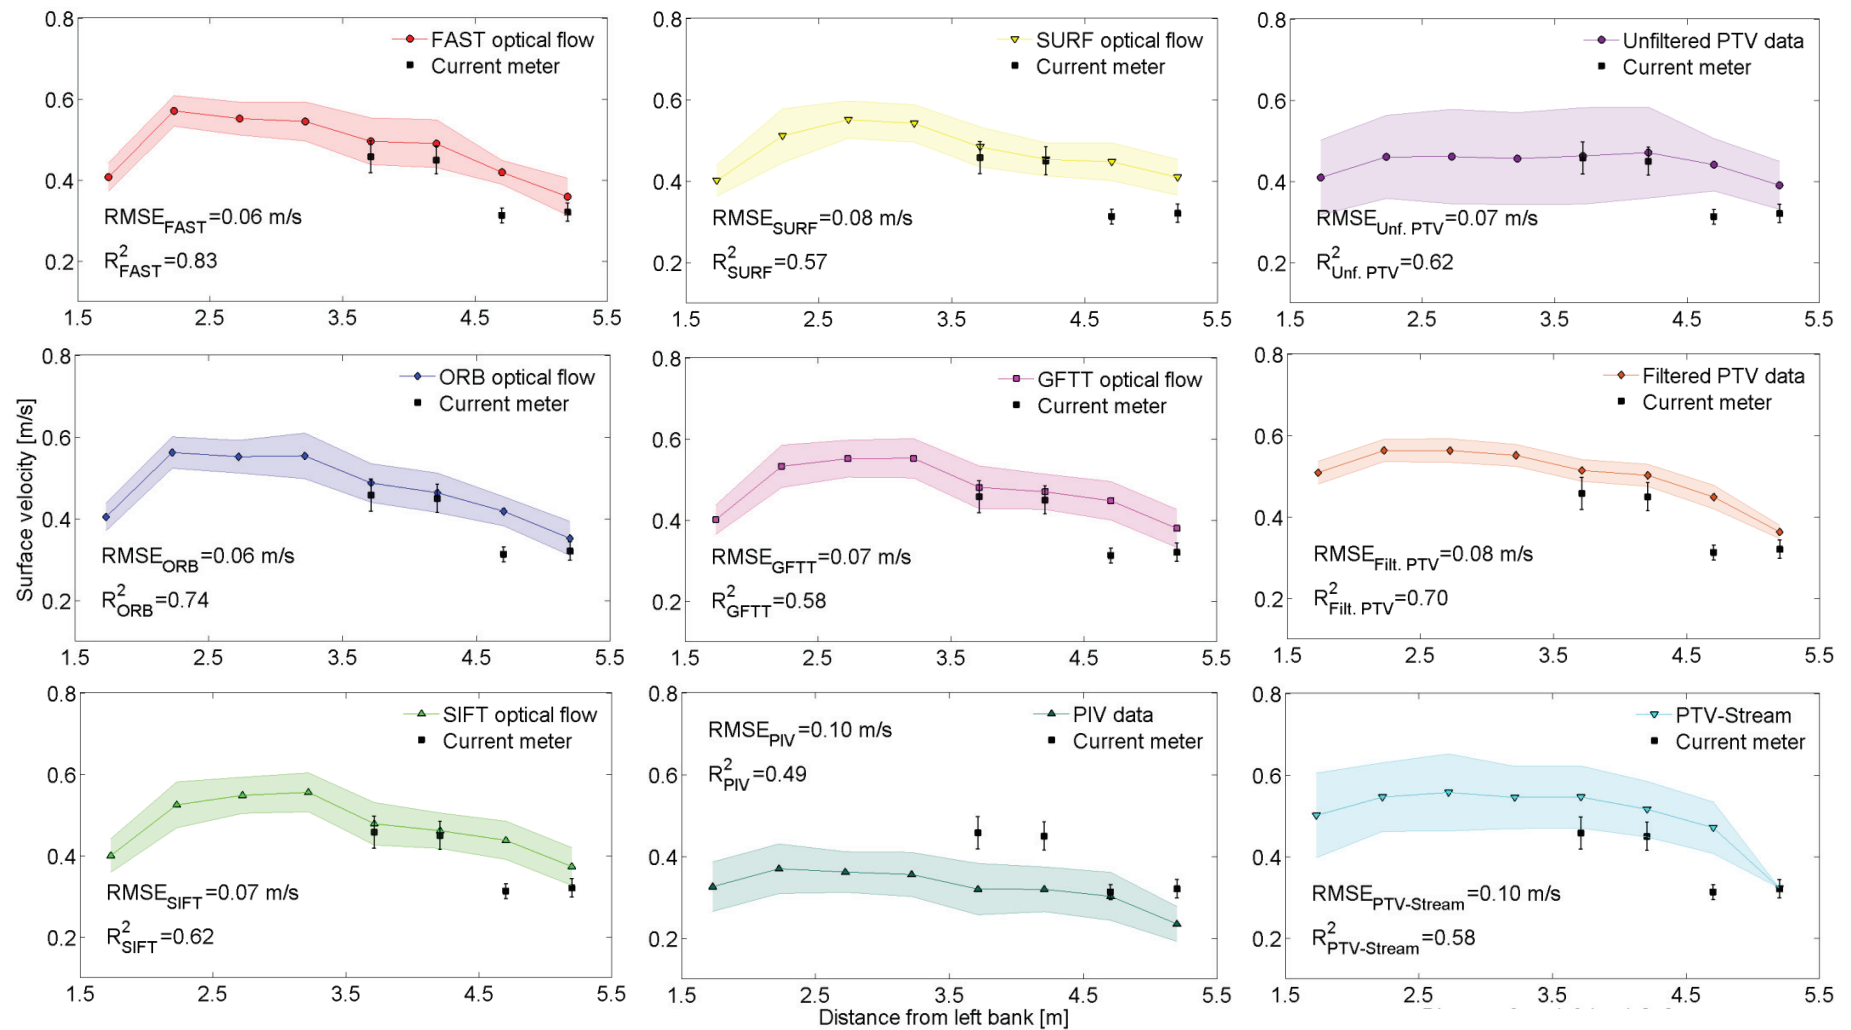 0.8
FAST optical flow
Current meter
0.6
0.4
RMSE_FAST=0.06 m/s
R²_FAST=0.83
0.2
1.5 2.5 3.5 4.5 5.5
0.8
SURF optical flow
Current meter
0.6
0.4
RMSE_SURF=0.08 m/s
R²_SURF=0.57
0.2
1.5 2.5 3.5 4.5 5.5
0.8
Unfiltered PTV data
Current meter
0.6
0.4
RMSE_Unf. PTV=0.07 m/s
R²_Unf. PTV=0.62
0.2
1.5 2.5 3.5 4.5 5.5
Surface velocity [m/s]
0.8
ORB optical flow
Current meter
0.6
0.4
RMSE_ORB=0.06 m/s
R²_ORB=0.74
0.2
1.5 2.5 3.5 4.5 5.5
0.8
GFTT optical flow
Current meter
0.6
0.4
RMSE_GFTT=0.07 m/s
R²_GFTT=0.58
0.2
1.5 2.5 3.5 4.5 5.5
0.8
Filtered PTV data
Current meter
0.6
0.4
RMSE_Filt. PTV=0.08 m/s
R²_Filt. PTV=0.70
0.2
1.5 2.5 3.5 4.5 5.5
0.8
SIFT optical flow
Current meter
0.6
0.4
RMSE_SIFT=0.07 m/s
R²_SIFT=0.62
0.2
1.5 2.5 3.5 4.5 5.5
0.8
PIV data
Current meter
RMSE_PIV=0.10 m/s
R²_PIV=0.49
0.6
0.4
0.2
1.5 2.5 3.5 4.5 5.5
0.8
PTV-Stream
Current meter
0.6
0.4
RMSE_PTV-Stream=0.10 m/s
R²_PTV-Stream=0.58
0.2
1.5 2.5 3.5 4.5 5.5
Distance from left bank [m]